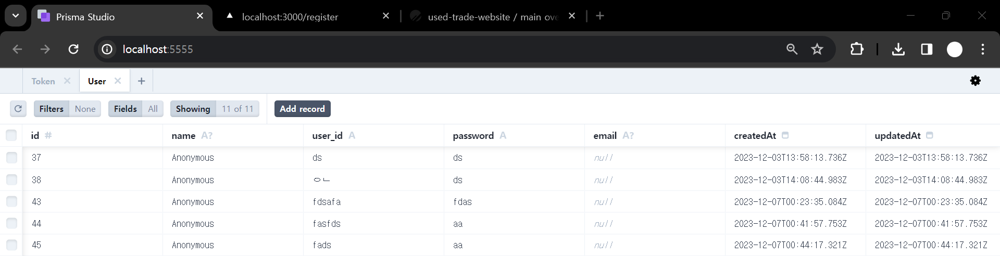 Prisma Studio
localhost:3000/register
used-trade-website / main ove
localhost:5555
Token
User
Filters None
Fields All
Showing 11 of 11
Add record
id # name A? user_id A password A email A? createdAt updatedAt
37 Anonymous ds ds null 2023-12-03T13:58:13.736Z 2023-12-03T13:58:13.736Z
38 Anonymous ㅇㄴ ds null 2023-12-03T14:08:44.983Z 2023-12-03T14:08:44.983Z
43 Anonymous fdsafa fdas null 2023-12-07T00:23:35.084Z 2023-12-07T00:23:35.084Z
44 Anonymous fasfds aa null 2023-12-07T00:41:57.753Z 2023-12-07T00:41:57.753Z
45 Anonymous fads aa null 2023-12-07T00:44:17.321Z 2023-12-07T00:44:17.321Z